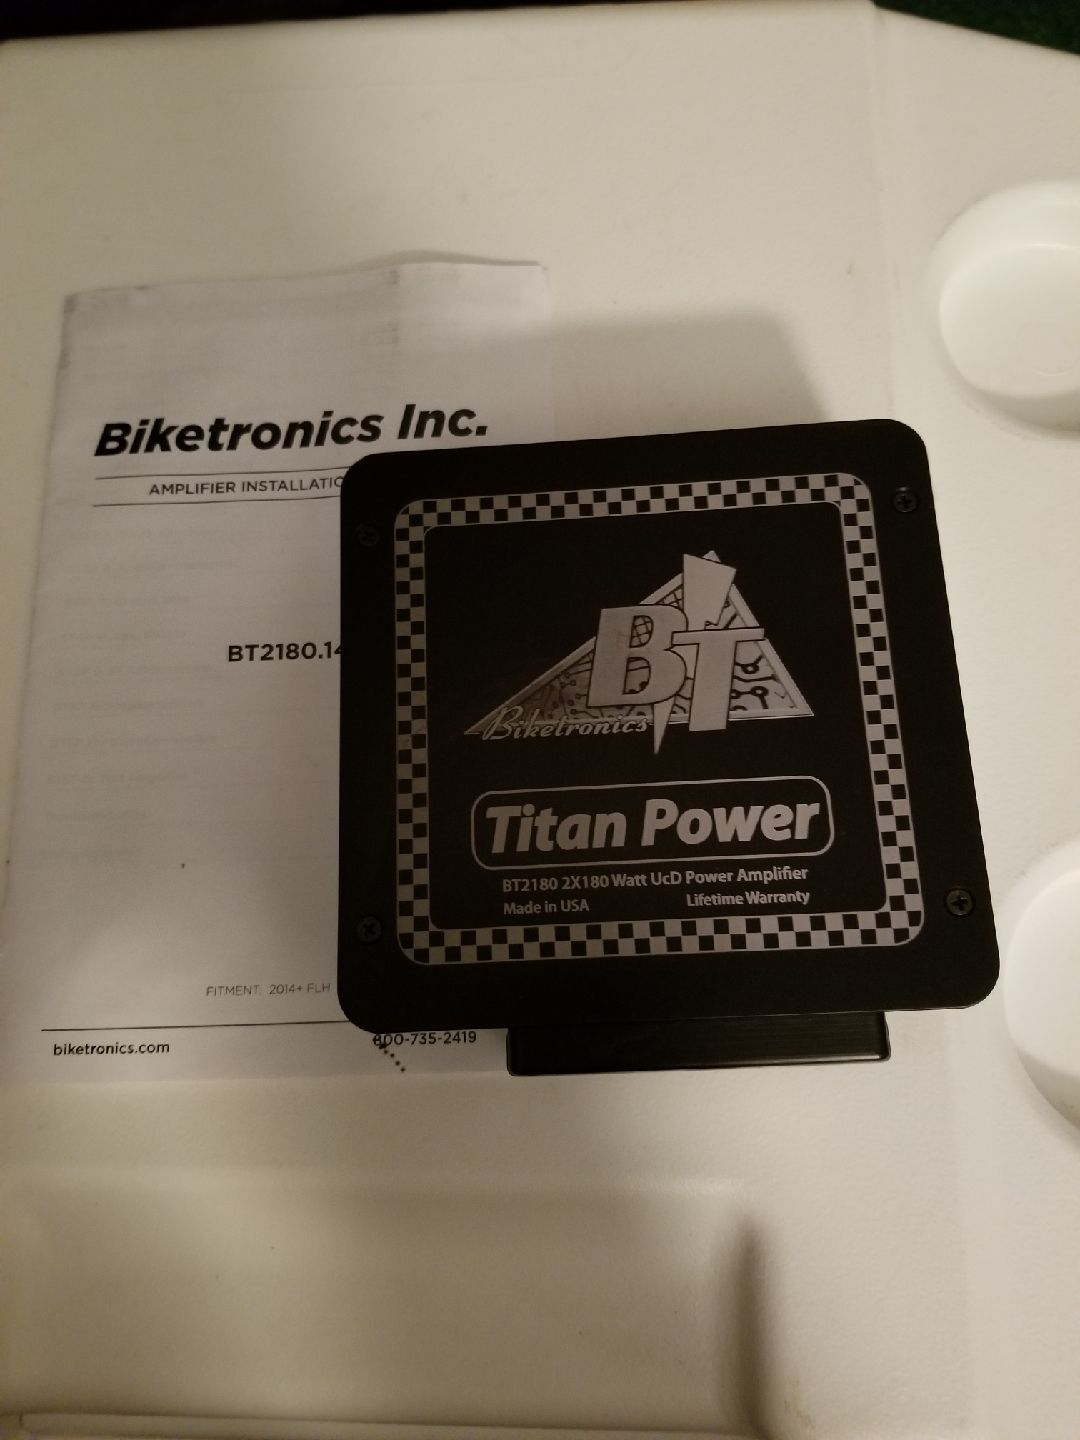 Biketronics Inc.
AMPLIFIER INSTALLATIO
BT2180.14
FITMENT: 2014+ FLH
biketronics.com
800-735-2419
BT
Biketronics
Titan Power
BT2180 2X180 Watt UcD Power Amplifier
Made in USA
Lifetime Warranty